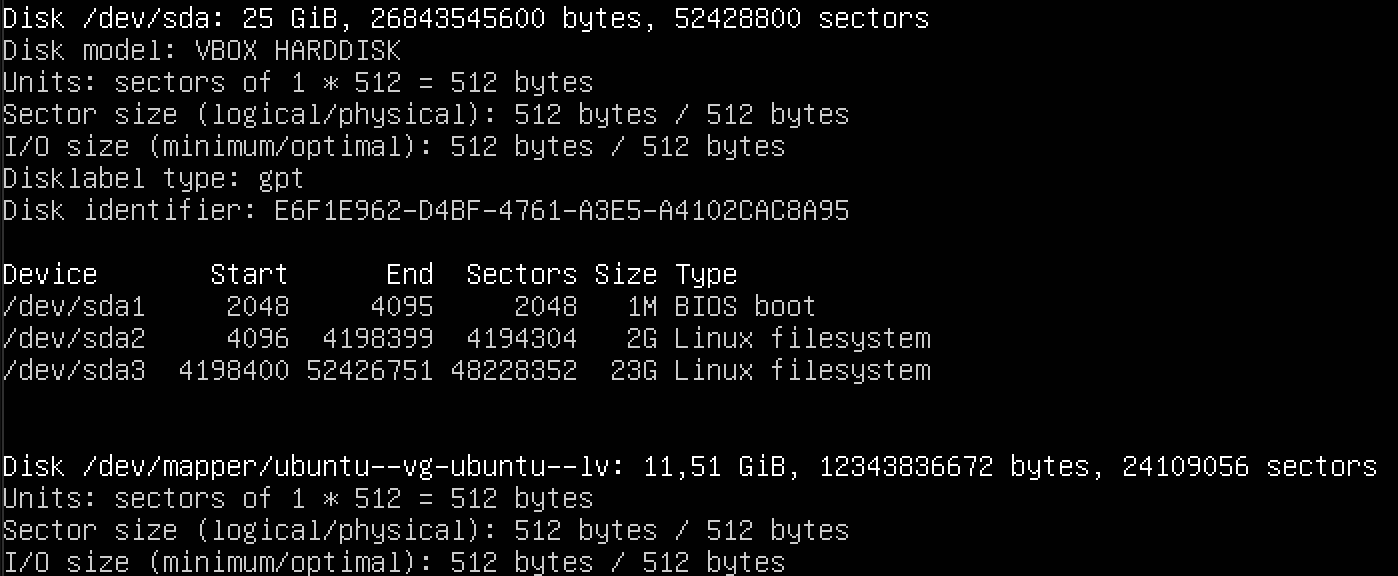 Disk /dev/sda: 25 GiB, 26843545600 bytes, 52428800 sectors
Disk model: VBOX HARDDISK
Units: sectors of 1 * 512 = 512 bytes
Sector size (logical/physical): 512 bytes / 512 bytes
I/O size (minimum/optimal): 512 bytes / 512 bytes
Disklabel type: gpt
Disk identifier: E6F1E962-D4BF-4761-A3E5-A4102CAC8A95
Device       Start      End  Sectors Size Type
/dev/sda1     2048     4095     2048   1M BIOS boot
/dev/sda2     4096  4198399  4194304   2G Linux filesystem
/dev/sda3  4198400 52426751 48228352  23G Linux filesystem
Disk /dev/mapper/ubuntu--vg-ubuntu--lv: 11,51 GiB, 12343836672 bytes, 24109056 sectors
Units: sectors of 1 * 512 = 512 bytes
Sector size (logical/physical): 512 bytes / 512 bytes
I/O size (minimum/optimal): 512 bytes / 512 bytes